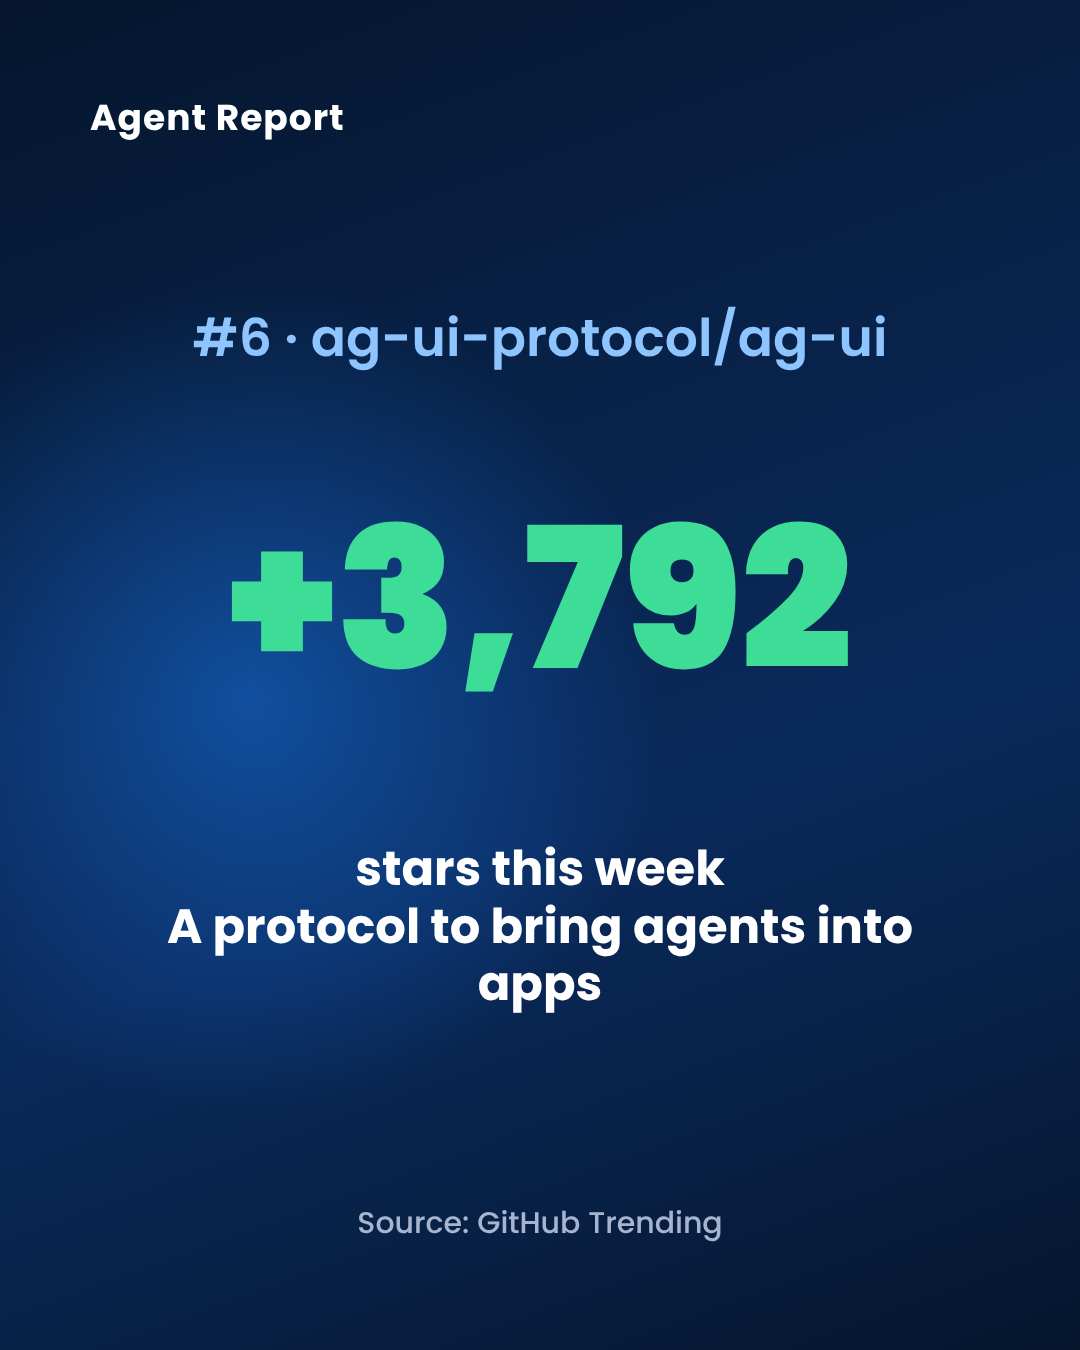 Agent Report
#6 · ag-ui-protocol/ag-ui
+3,792
stars this week
A protocol to bring agents into
apps
Source: GitHub Trending